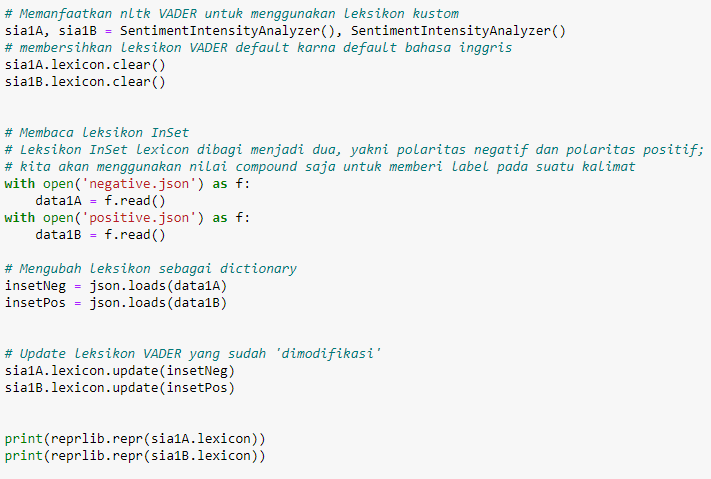 # Memanfaatkan nltk VADER untuk menggunakan leksikon kustom
sia1A, sia1B = SentimentIntensityAnalyzer(), SentimentIntensityAnalyzer()
# membersihkan leksikon VADER default karna default bahasa inggris
sia1A.lexicon.clear()
sia1B.lexicon.clear()
# Membaca leksikon InSet
# Leksikon InSet lexicon dibagi menjadi dua, yakni polaritas negatif dan polaritas positif;
# kita akan menggunakan nilai compound saja untuk memberi label pada suatu kalimat
with open('negative.json') as f:
    data1A = f.read()
with open('positive.json') as f:
    data1B = f.read()
# Mengubah leksikon sebagai dictionary
insetNeg = json.loads(data1A)
insetPos = json.loads(data1B)
# Update leksikon VADER yang sudah 'dimodifikasi'
sia1A.lexicon.update(insetNeg)
sia1B.lexicon.update(insetPos)
print(reprlib.repr(sia1A.lexicon))
print(reprlib.repr(sia1B.lexicon))